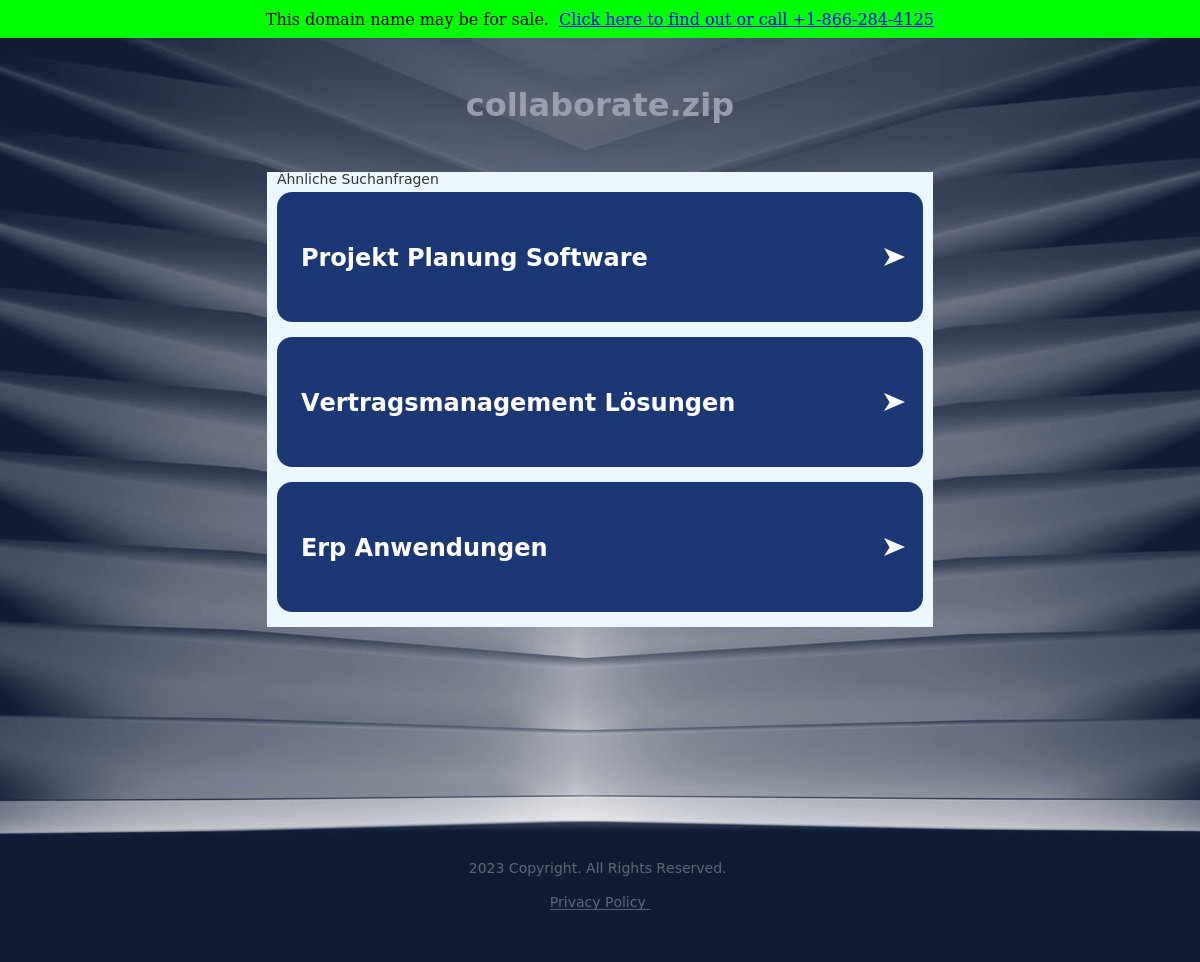 This domain name may be for sale. Click here to find out or call +1-866-284-4125
collaborate.zip
Ähnliche Suchanfragen
Projekt Planung Software
Vertragsmanagement Lösungen
Erp Anwendungen
2023 Copyright. All Rights Reserved.
Privacy Policy